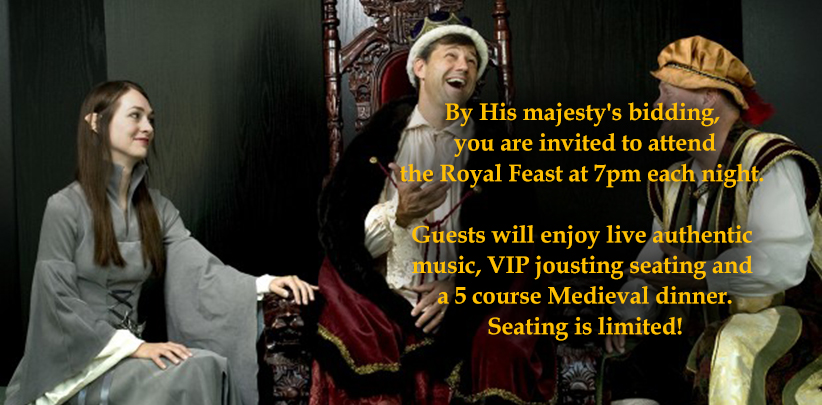 By His majesty's bidding,
you are invited to attend
the Royal Feast at 7pm each night.
Guests will enjoy live authentic
music, VIP jousting seating and
a 5 course Medieval dinner.
Seating is limited!